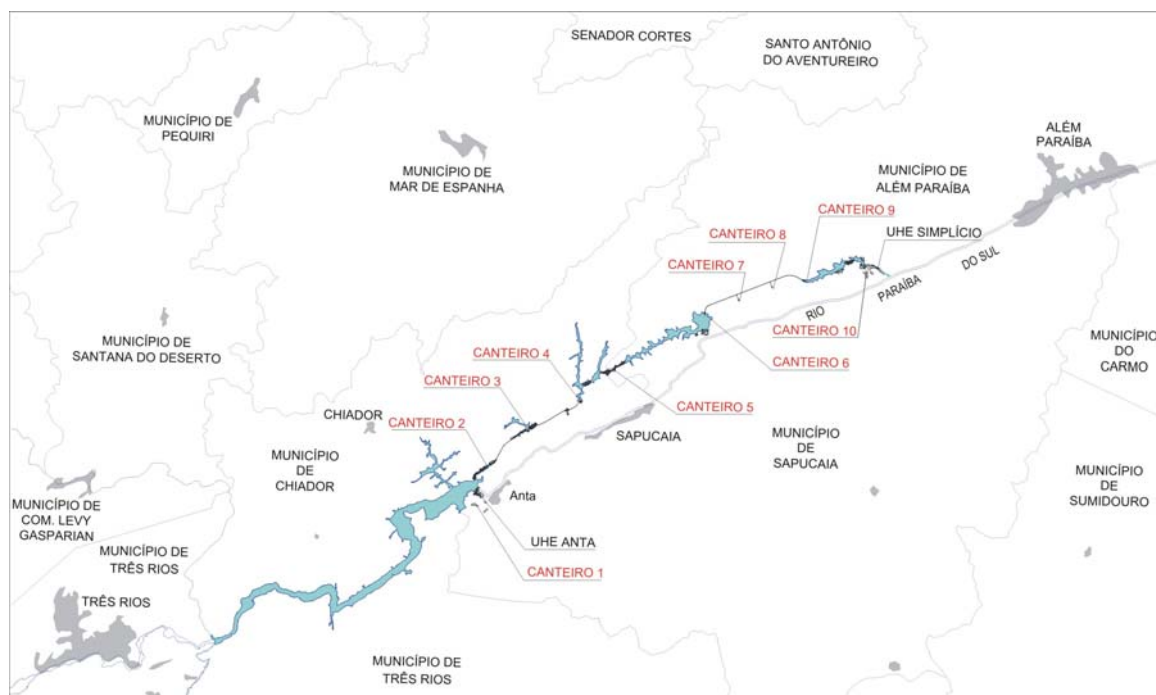 SENADOR CORTES
SANTO ANTÔNIO
DO AVENTUREIRO
MUNICÍPIO DE
PEQUIRI
ALÉM
PARAÍBA
MUNICÍPIO DE
MAR DE ESPANHA
MUNICÍPIO DE
ALÉM PARAÍBA
CANTEIRO 9
UHE SIMPLÍCIO
CANTEIRO 8
CANTEIRO 7
RIO
PARAÍBA
DO SUL
CANTEIRO 10
MUNICÍPIO DE
SANTANA DO DESERTO
MUNICÍPIO
DO
CARMO
CANTEIRO 4
CANTEIRO 6
CANTEIRO 3
CANTEIRO 5
CHIADOR
CANTEIRO 2
SAPUCAIA
MUNICÍPIO
DE
SAPUCAIA
MUNICÍPIO
DE
CHIADOR
MUNICÍPIO
DE
SUMIDOURO
Anta
MUNICÍPIO DE
COM. LEVY
GASPARIAN
UHE ANTA
MUNICÍPIO DE
TRÊS RIOS
CANTEIRO 1
TRÊS RIOS
MUNICÍPIO DE
TRÊS RIOS